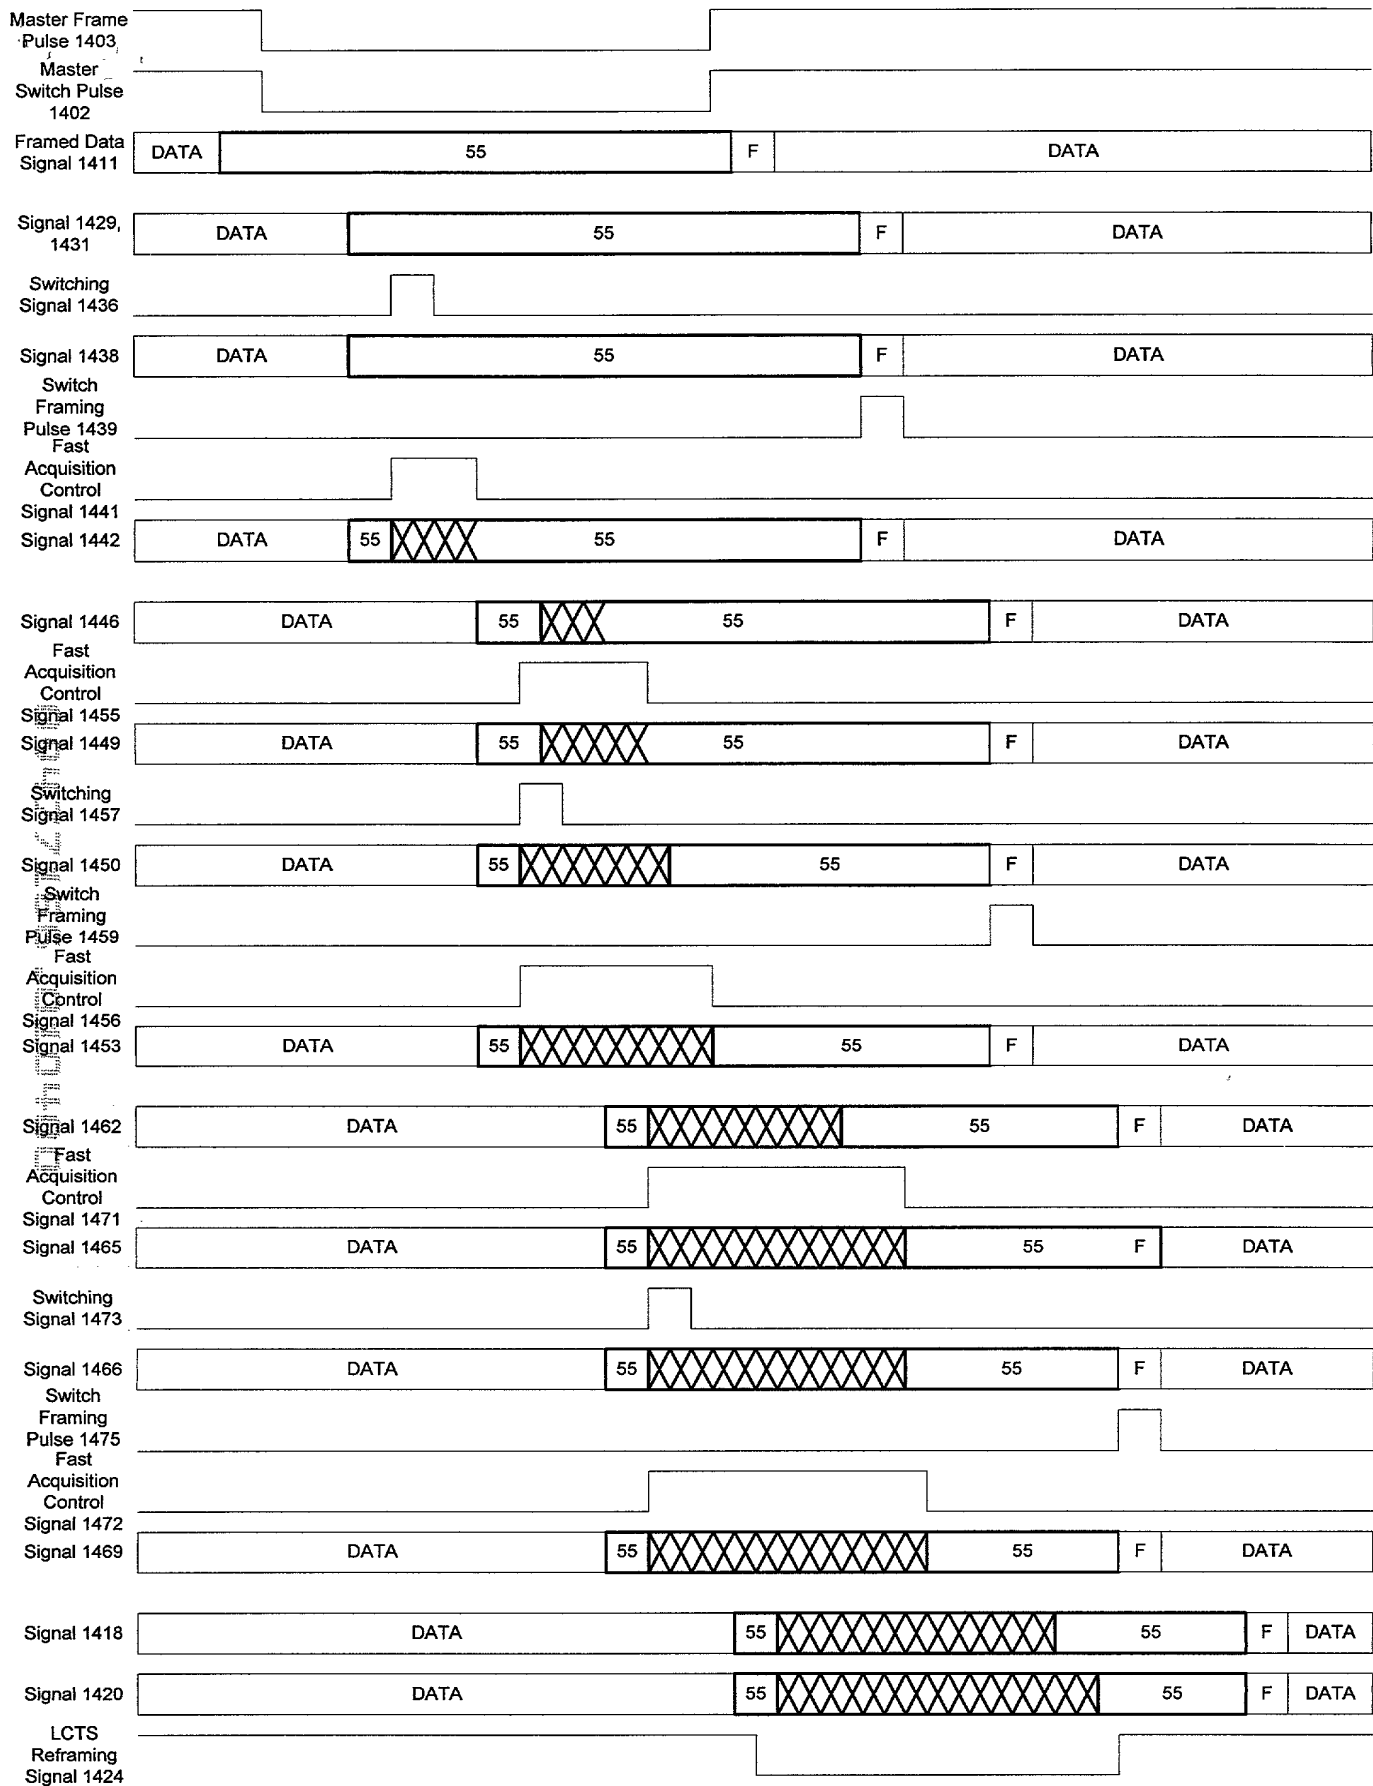 Master Frame
Pulse 1403
Master
Switch Pulse
1402
Framed Data
Signal 1411
DATA 55 F DATA
Signal 1429,
1431
DATA 55 F DATA
Switching
Signal 1436
Signal 1438
DATA 55 F DATA
Switch
Framing
Pulse 1439
Fast
Acquisition
Control
Signal 1441
Signal 1442
DATA 55 55 F DATA
Signal 1446
DATA 55 55 F DATA
Fast
Acquisition
Control
Signal 1455
Signal 1449
DATA 55 55 F DATA
Switching
Signal 1457
Signal 1450
DATA 55 55 F DATA
Switch
Framing
Pulse 1459
Fast
Acquisition
Control
Signal 1456
Signal 1453
DATA 55 55 F DATA
Signal 1462
DATA 55 55 F DATA
Fast
Acquisition
Control
Signal 1471
Signal 1465
DATA 55 55 F DATA
Switching
Signal 1473
Signal 1466
DATA 55 55 F DATA
Switch
Framing
Pulse 1475
Fast
Acquisition
Control
Signal 1472
Signal 1469
DATA 55 55 F DATA
Signal 1418
DATA 55 55 F DATA
Signal 1420
DATA 55 55 F DATA
LCTS
Reframing
Signal 1424